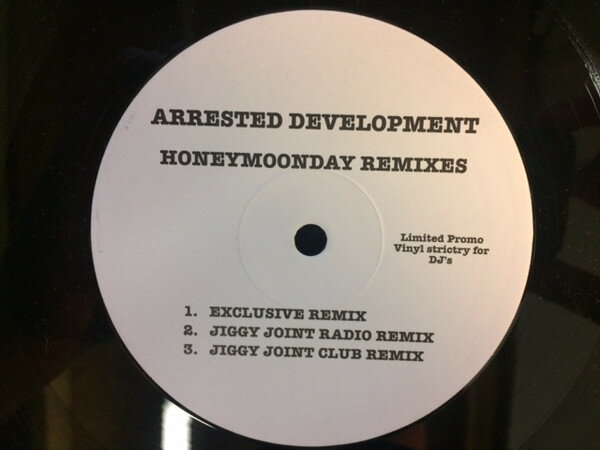 ARRESTED DEVELOPMENT
HONEYMOONDAY REMIXES
Limited Promo
Vinyl strictry for
DJ's
1. EXCLUSIVE REMIX
2. JIGGY JOINT RADIO REMIX
3. JIGGY JOINT CLUB REMIX